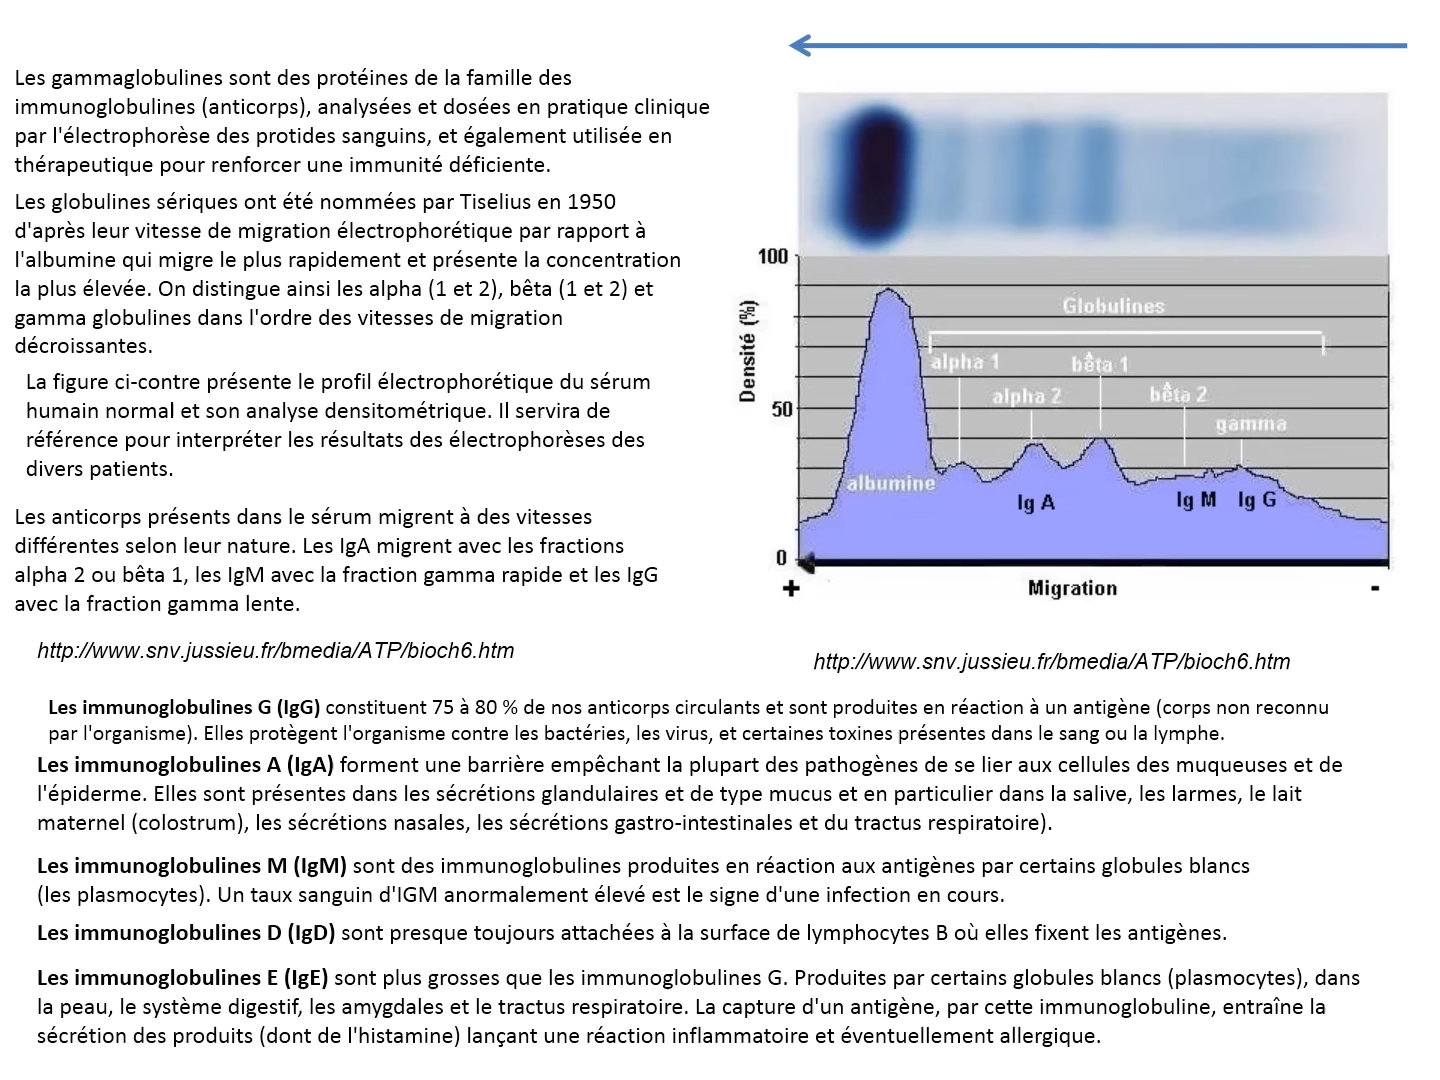 Les gammaglobulines sont des protéines de la famille des
immunoglobulines (anticorps), analysées et dosées en pratique clinique
par l'électrophorèse des protides sanguins, et également utilisée en
thérapeutique pour renforcer une immunité déficiente.
Les globulines sériques ont été nommées par Tiselius en 1950
d'après leur vitesse de migration électrophorétique par rapport à
l'albumine qui migre le plus rapidement et présente la concentration
la plus élevée. On distingue ainsi les alpha (1 et 2), bêta (1 et 2) et
gamma globulines dans l'ordre des vitesses de migration
décroissantes.
La figure ci-contre présente le profil électrophorétique du sérum
humain normal et son analyse densitométrique. Il servira de
référence pour interpréter les résultats des électrophorèses des
divers patients.
Les anticorps présents dans le sérum migrent à des vitesses
différentes selon leur nature. Les IgA migrent avec les fractions
alpha 2 ou bêta 1, les IgM avec la fraction gamma rapide et les IgG
avec la fraction gamma lente.
http://www.snv.jussieu.fr/bmedia/ATP/bioch6.htm
100
Densité (%)
Globulines
alpha 1
bêta 1
alpha 2
bêta 2
50
gamma
albumine
Ig A
Ig M
Ig G
0
+
Migration
-
http://www.snv.jussieu.fr/bmedia/ATP/bioch6.htm
Les immunoglobulines G (IgG) constituent 75 à 80 % de nos anticorps circulants et sont produites en réaction à un antigène (corps non reconnu
par l'organisme). Elles protègent l'organisme contre les bactéries, les virus, et certaines toxines présentes dans le sang ou la lymphe.
Les immunoglobulines A (IgA) forment une barrière empêchant la plupart des pathogènes de se lier aux cellules des muqueuses et de
l'épiderme. Elles sont présentes dans les sécrétions glandulaires et de type mucus et en particulier dans la salive, les larmes, le lait
maternel (colostrum), les sécrétions nasales, les sécrétions gastro-intestinales et du tractus respiratoire).
Les immunoglobulines M (IgM) sont des immunoglobulines produites en réaction aux antigènes par certains globules blancs
(les plasmocytes). Un taux sanguin d'IGM anormalement élevé est le signe d'une infection en cours.
Les immunoglobulines D (IgD) sont presque toujours attachées à la surface de lymphocytes B où elles fixent les antigènes.
Les immunoglobulines E (IgE) sont plus grosses que les immunoglobulines G. Produites par certains globules blancs (plasmocytes), dans
la peau, le système digestif, les amygdales et le tractus respiratoire. La capture d'un antigène, par cette immunoglobuline, entraîne la
sécrétion des produits (dont de l'histamine) lançant une réaction inflammatoire et éventuellement allergique.